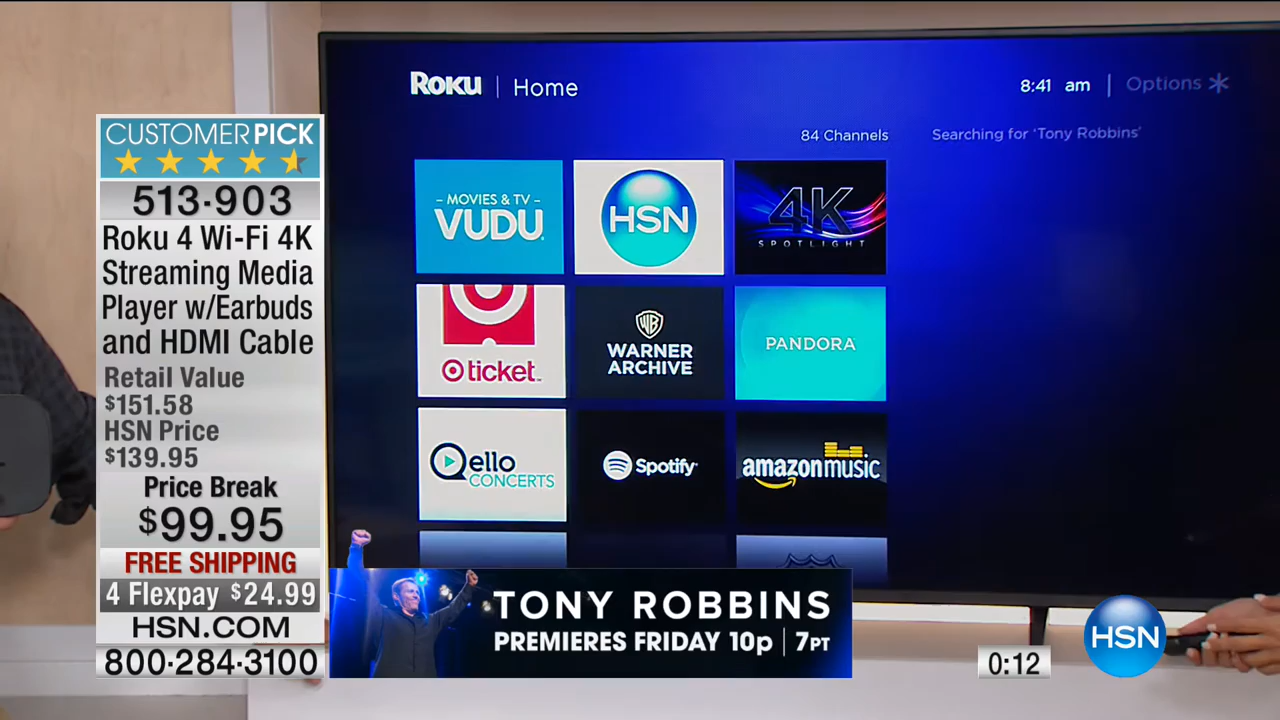 CUSTOMER PICK
513-903
Roku 4 Wi-Fi 4K
Streaming Media
Player w/Earbuds
and HDMI Cable
Retail Value
$151.58
HSN Price
$139.95
Price Break
$99.95
FREE SHIPPING
4 Flexpay $24.99
HSN.COM
800-284-3100
ROKU | Home
8:41 am | Options
84 Channels
Searching for 'Tony Robbins'
- MOVIES & TV -
VUDU
HSN
4K
SPOTLIGHT
ticket
WB
WARNER
ARCHIVE
PANDORA
Qello
CONCERTS
Spotify
amazon music
TONY ROBBINS
PREMIERES FRIDAY 10p | 7PT
0:12
HSN